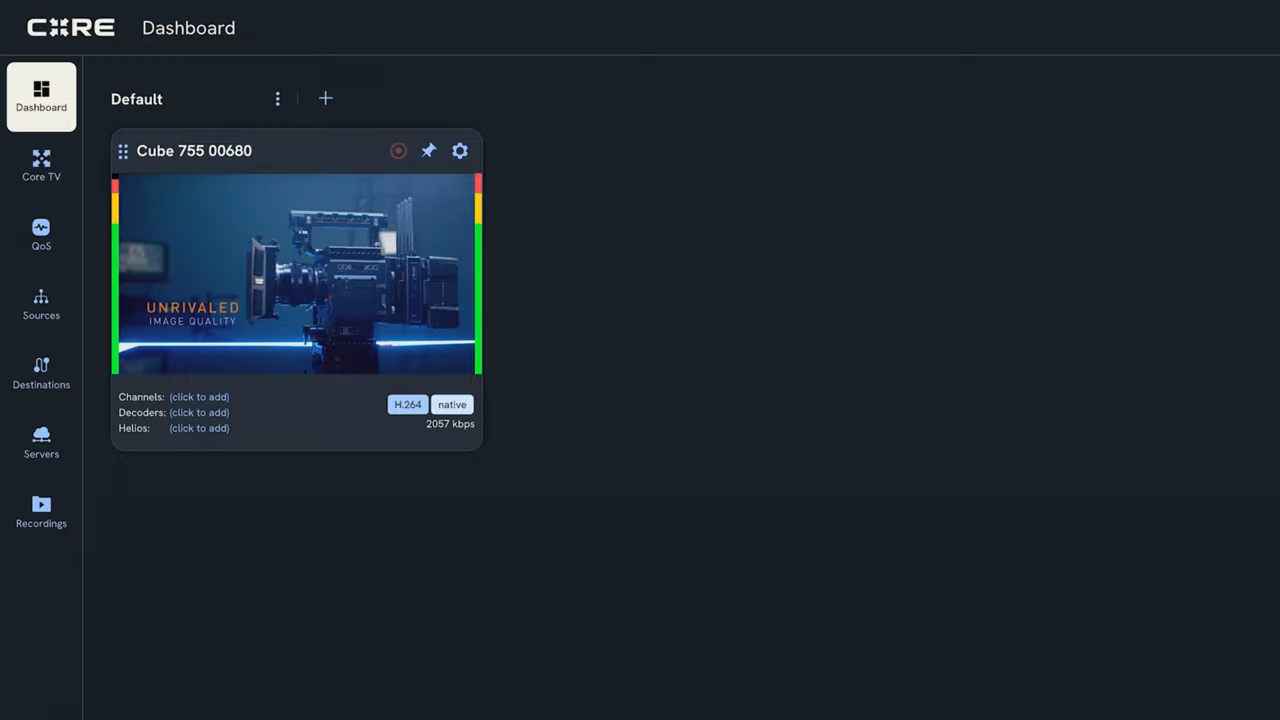 CORE
Dashboard
Dashboard
Core TV
QoS
Sources
Destinations
Servers
Recordings
Default
Cube 755 00680
UNRIVALED
IMAGE QUALITY
Channels: (click to add)
Decoders: (click to add)
Helios: (click to add)
H.264 native
2057 kbps